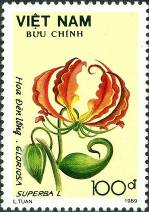 VIỆT NAM
BƯU CHÍNH
Hoa Đèn lồng. GLORIOSA
SUPERBA L
100đ
L.TUAN
1989